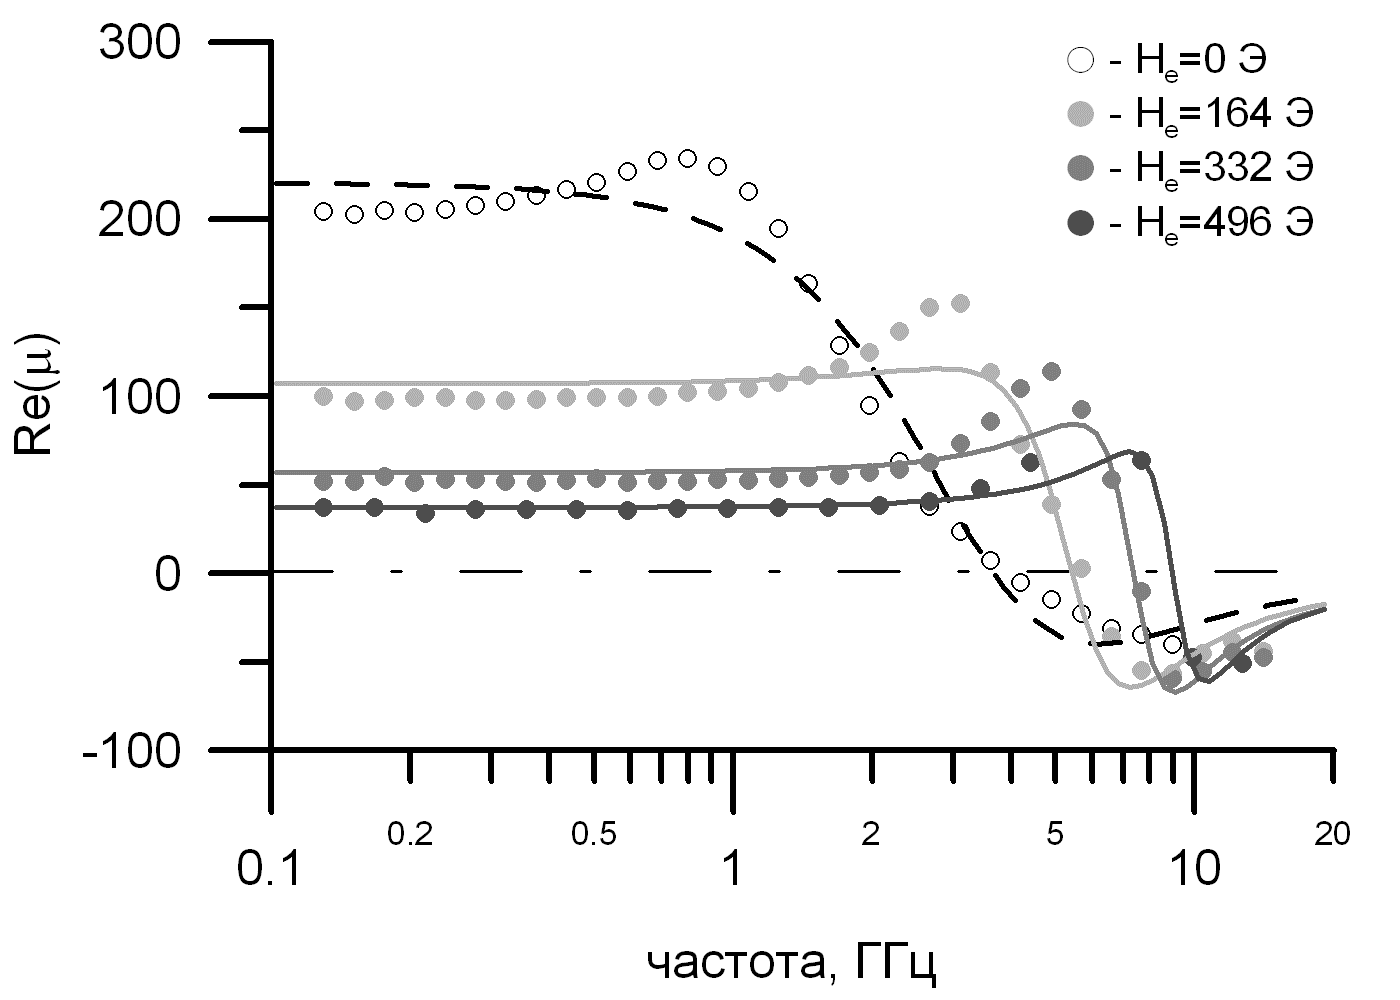 300
200
100
0
-100
Re(μ)
- He=0 Э
- He=164 Э
- He=332 Э
- He=496 Э
0.2 0.5 2 5 20
0.1 1 10
частота, ГГц